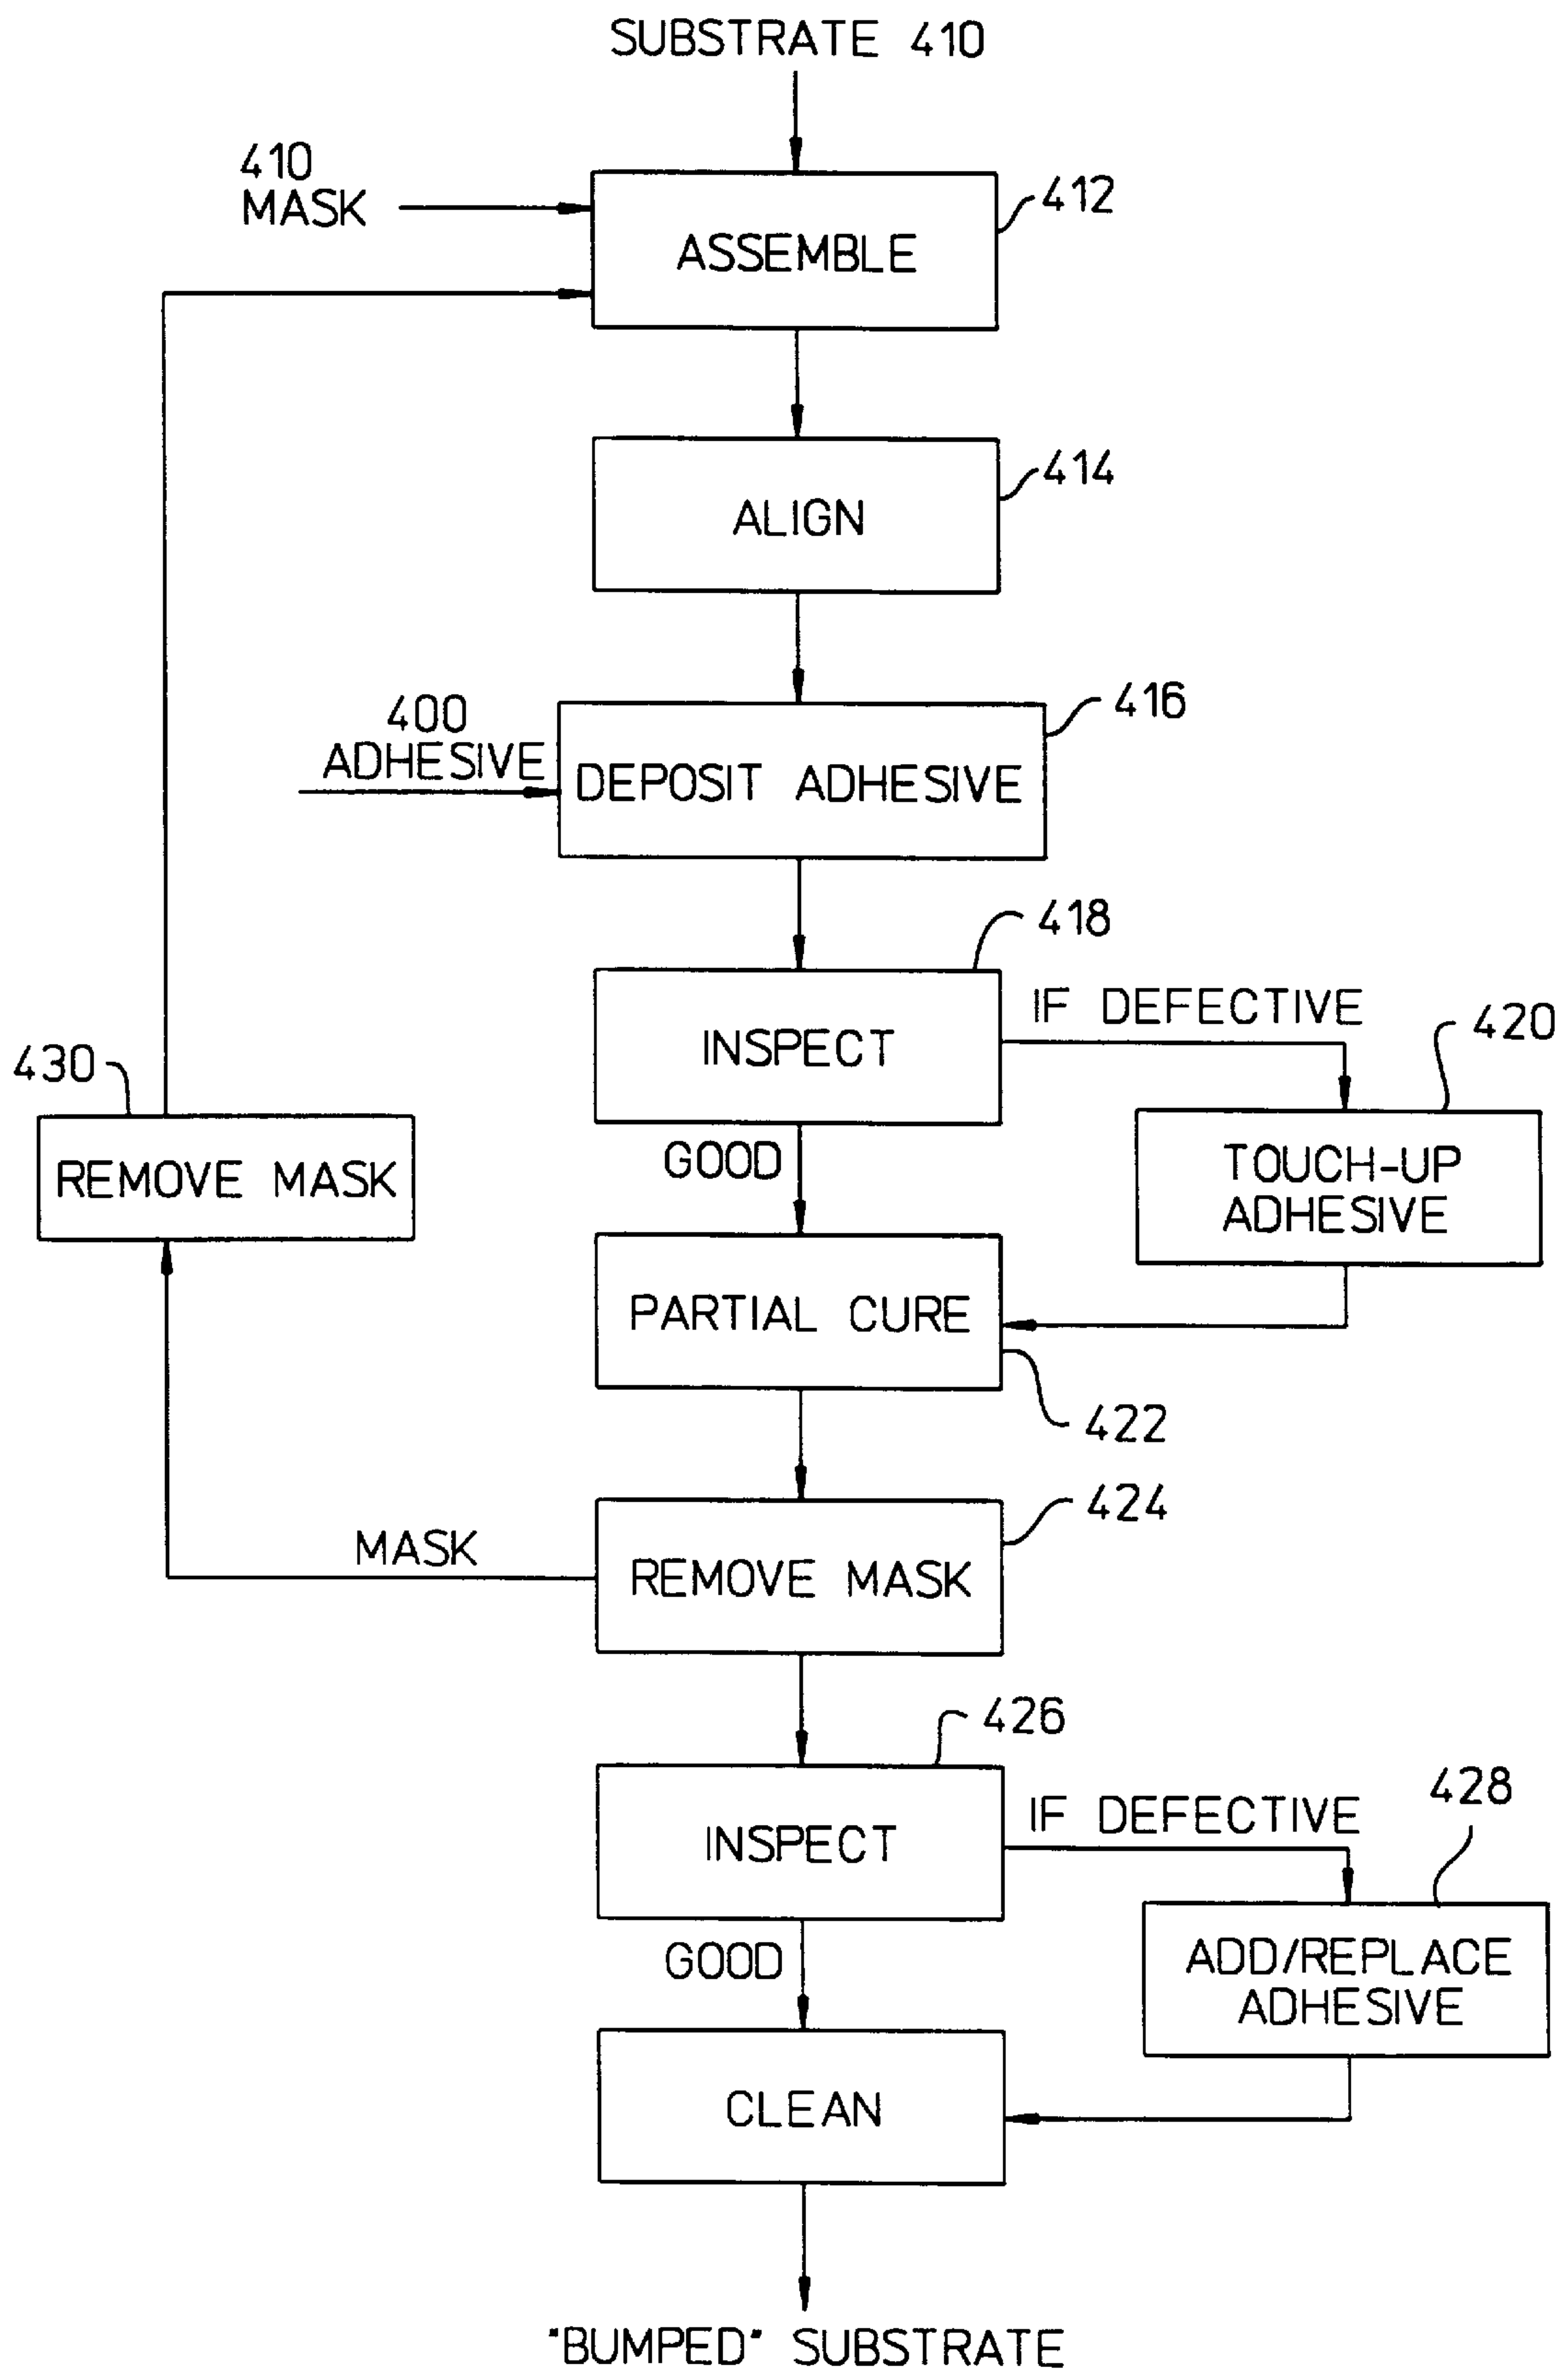 SUBSTRATE 410
410
MASK
412
ASSEMBLE
414
ALIGN
416
400
ADHESIVE
DEPOSIT ADHESIVE
418
INSPECT
IF DEFECTIVE
420
430
REMOVE MASK
GOOD
TOUCH-UP
ADHESIVE
PARTIAL CURE
422
424
MASK
REMOVE MASK
426
INSPECT
IF DEFECTIVE
428
GOOD
ADD/REPLACE
ADHESIVE
CLEAN
"BUMPED" SUBSTRATE